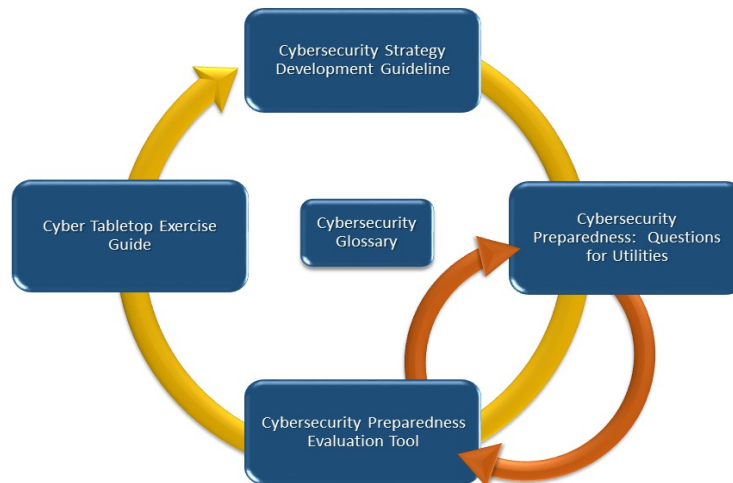 Cybersecurity Strategy
Development Guideline
Cyber Tabletop Exercise
Guide
Cybersecurity
Glossary
Cybersecurity
Preparedness: Questions
for Utilities
Cybersecurity Preparedness
Evaluation Tool